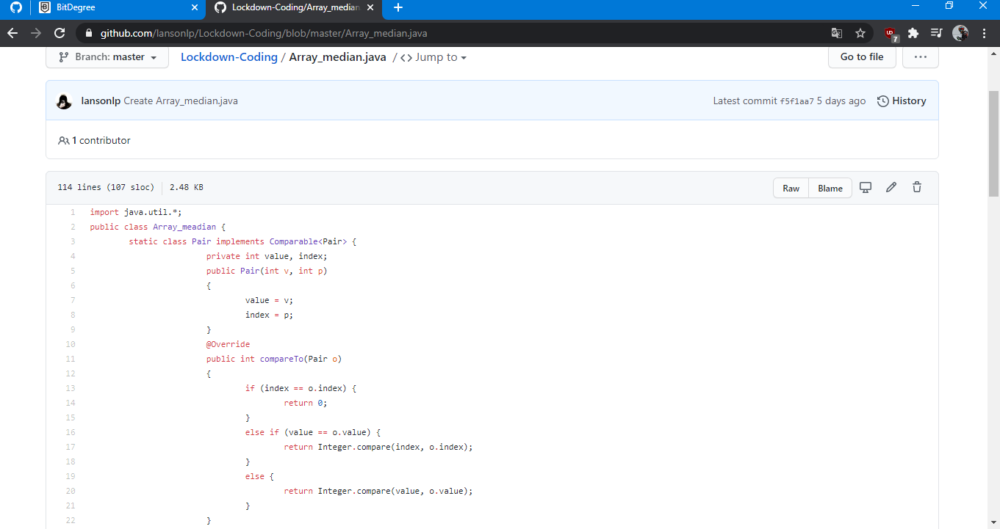 BitDegree
Lockdown-Coding/Array_median
github.com/lansonlp/Lockdown-Coding/blob/master/Array_median.java
7
Branch: master
Lockdown-Coding / Array_median.java / <> Jump to
Go to file
...
lansonlp Create Array_median.java
Latest commit f5f1aa7 5 days ago
History
1 contributor
114 lines (107 sloc)
2.48 KB
Raw
Blame
1 import java.util.*;
2 public class Array_meadian {
3 static class Pair implements Comparable<Pair> {
4 private int value, index;
5 public Pair(int v, int p)
6 {
7 value = v;
8 index = p;
9 }
10 @Override
11 public int compareTo(Pair o)
12 {
13 if (index == o.index) {
14 return 0;
15 }
16 else if (value == o.value) {
17 return Integer.compare(index, o.index);
18 }
19 else {
20 return Integer.compare(value, o.value);
21 }
22 }